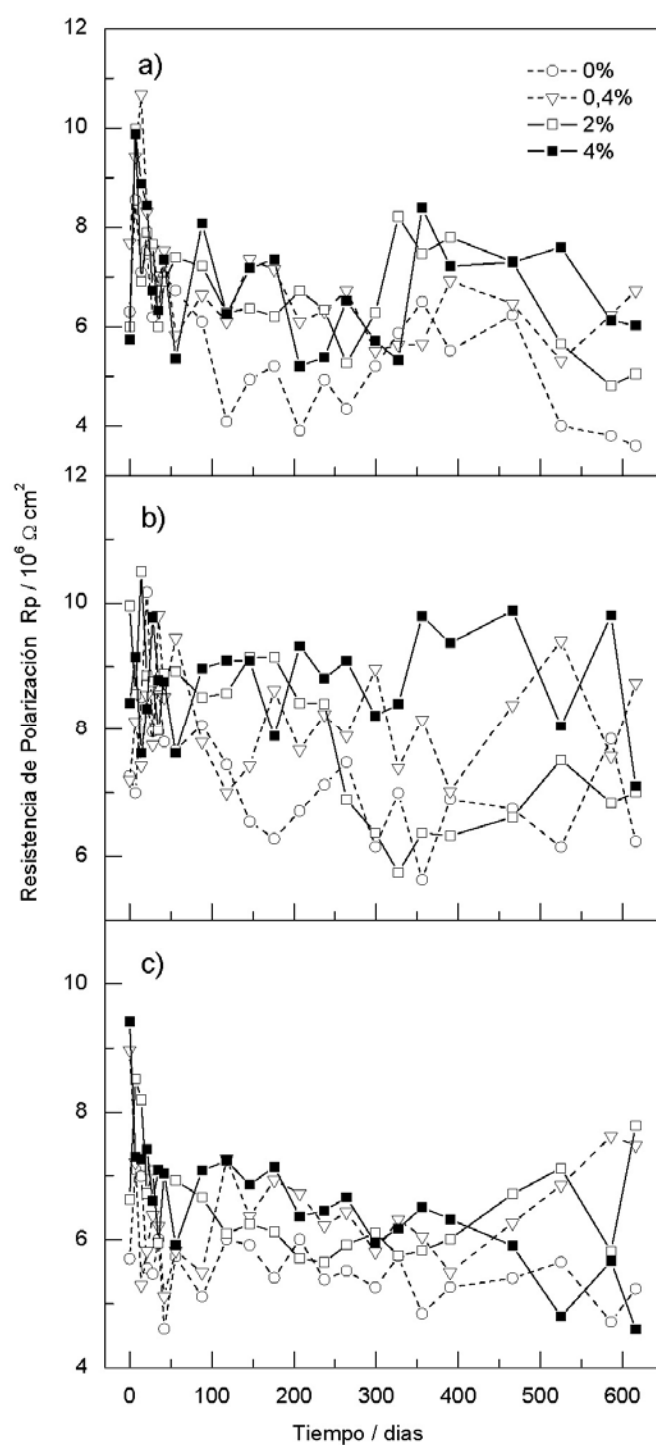 12
a)
0%
0,4%
2%
4%
10
8
6
4
12
b)
10
8
6
c)
10
8
6
4
0 100 200 300 400 500 600
Tiempo / dias
Resistencia de Polarización Rp / 10⁶ Ω cm²